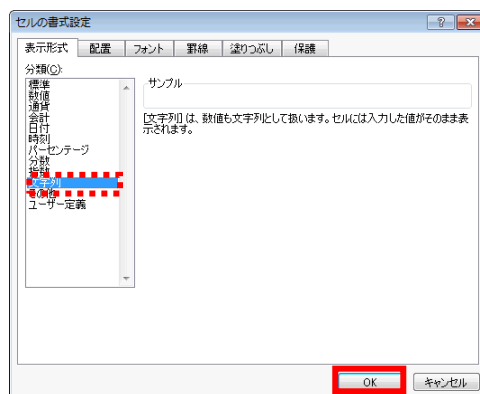 セルの書式設定
表示形式 配置 フォント 罫線 塗りつぶし 保護
分類(C):
標準
数値
通貨
会計
日付
時刻
パーセンテージ
分数
指数
文字列
その他
ユーザー定義
サンプル
[文字列] は、数値も文字列として扱います。セルには入力した値がそのまま表
示されます。
OK キャンセル